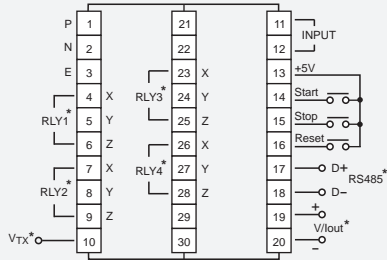 P 1 21 11 INPUT
N 2 22 12
E 3 23 X 13 +5V
RLY1* 4 X RLY3* 24 Y 14 Start
5 Y 25 Z 15 Stop
6 Z 26 X 16 Reset
RLY2* 7 X RLY4* 27 Y 17 D+ RS485*
8 Y 28 Z 18 D−
9 Z 29 19 + V/Iout*
VTX* 10 30 20 −